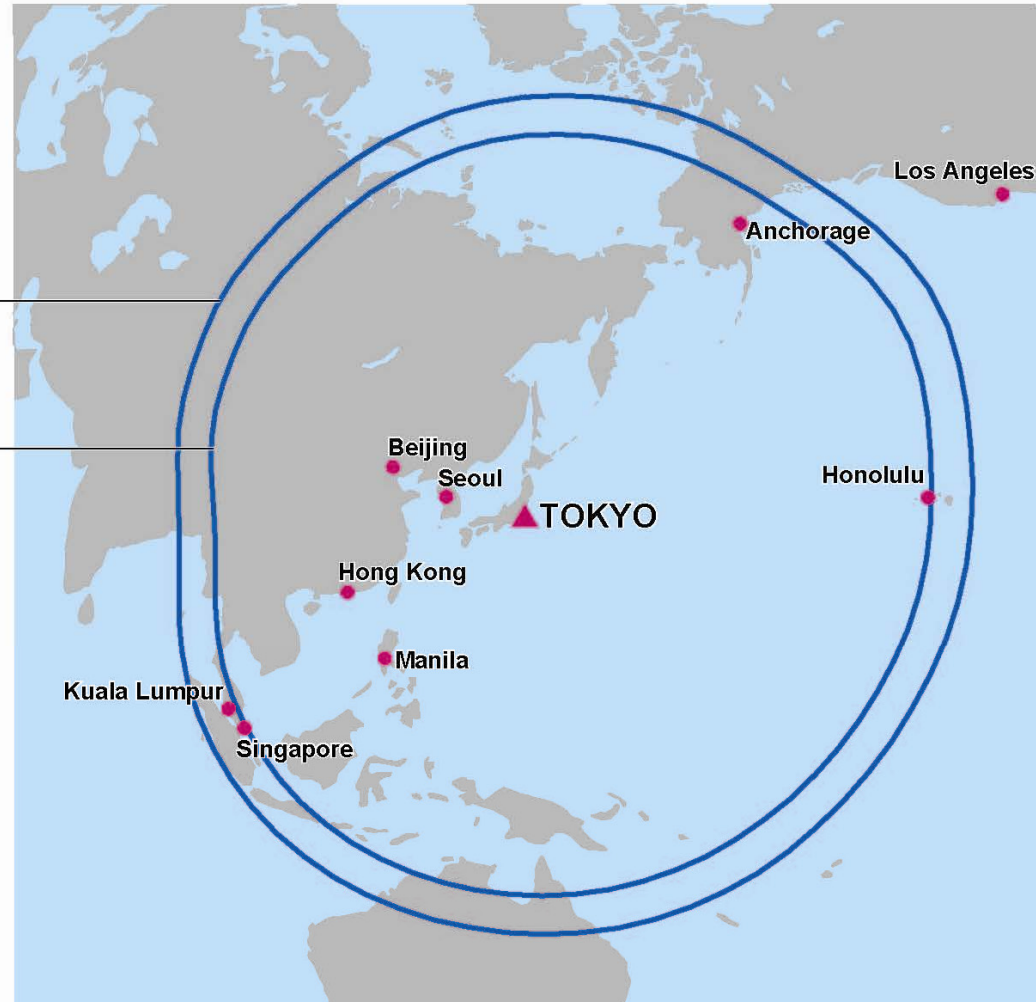 Los Angeles
Anchorage
Beijing
Seoul
Honolulu
TOKYO
Hong Kong
Manila
Kuala Lumpur
Singapore